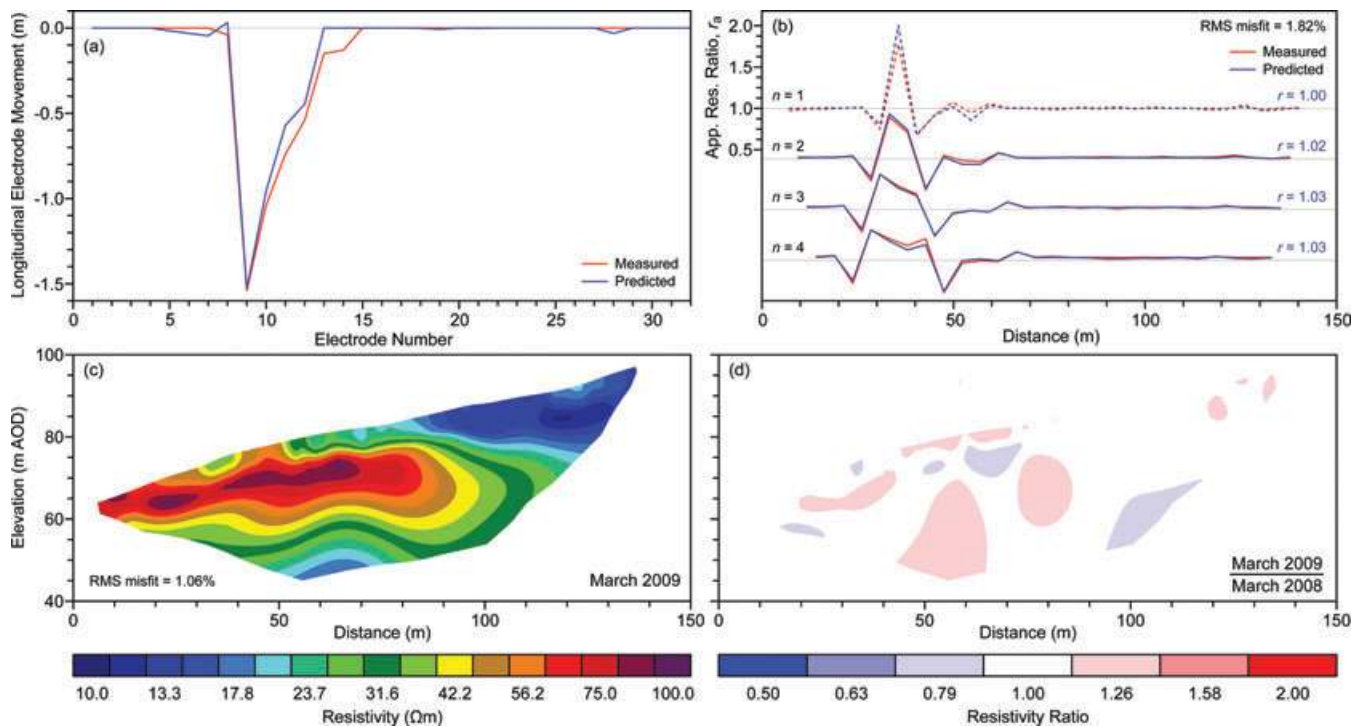 (a)
Longitudinal Electrode Movement (m)
0.0
-0.5
-1.0
-1.5
Measured
Predicted
0 5 10 15 20 25 30
Electrode Number
(b)
RMS misfit = 1.82%
Measured
Predicted
App. Res. Ratio, ra
2.0
1.5
1.0
0.5
n = 1 r = 1.00
n = 2 r = 1.02
n = 3 r = 1.03
n = 4 r = 1.03
0 50 100 150
Distance (m)
(c)
Elevation (m AOD)
100
80
60
40
RMS misfit = 1.06%
March 2009
0 50 100 150
Distance (m)
(d)
March 2009
March 2008
0 50 100 150
Distance (m)
10.0 13.3 17.8 23.7 31.6 42.2 56.2 75.0 100.0
Resistivity (Ωm)
0.50 0.63 0.79 1.00 1.26 1.58 2.00
Resistivity Ratio